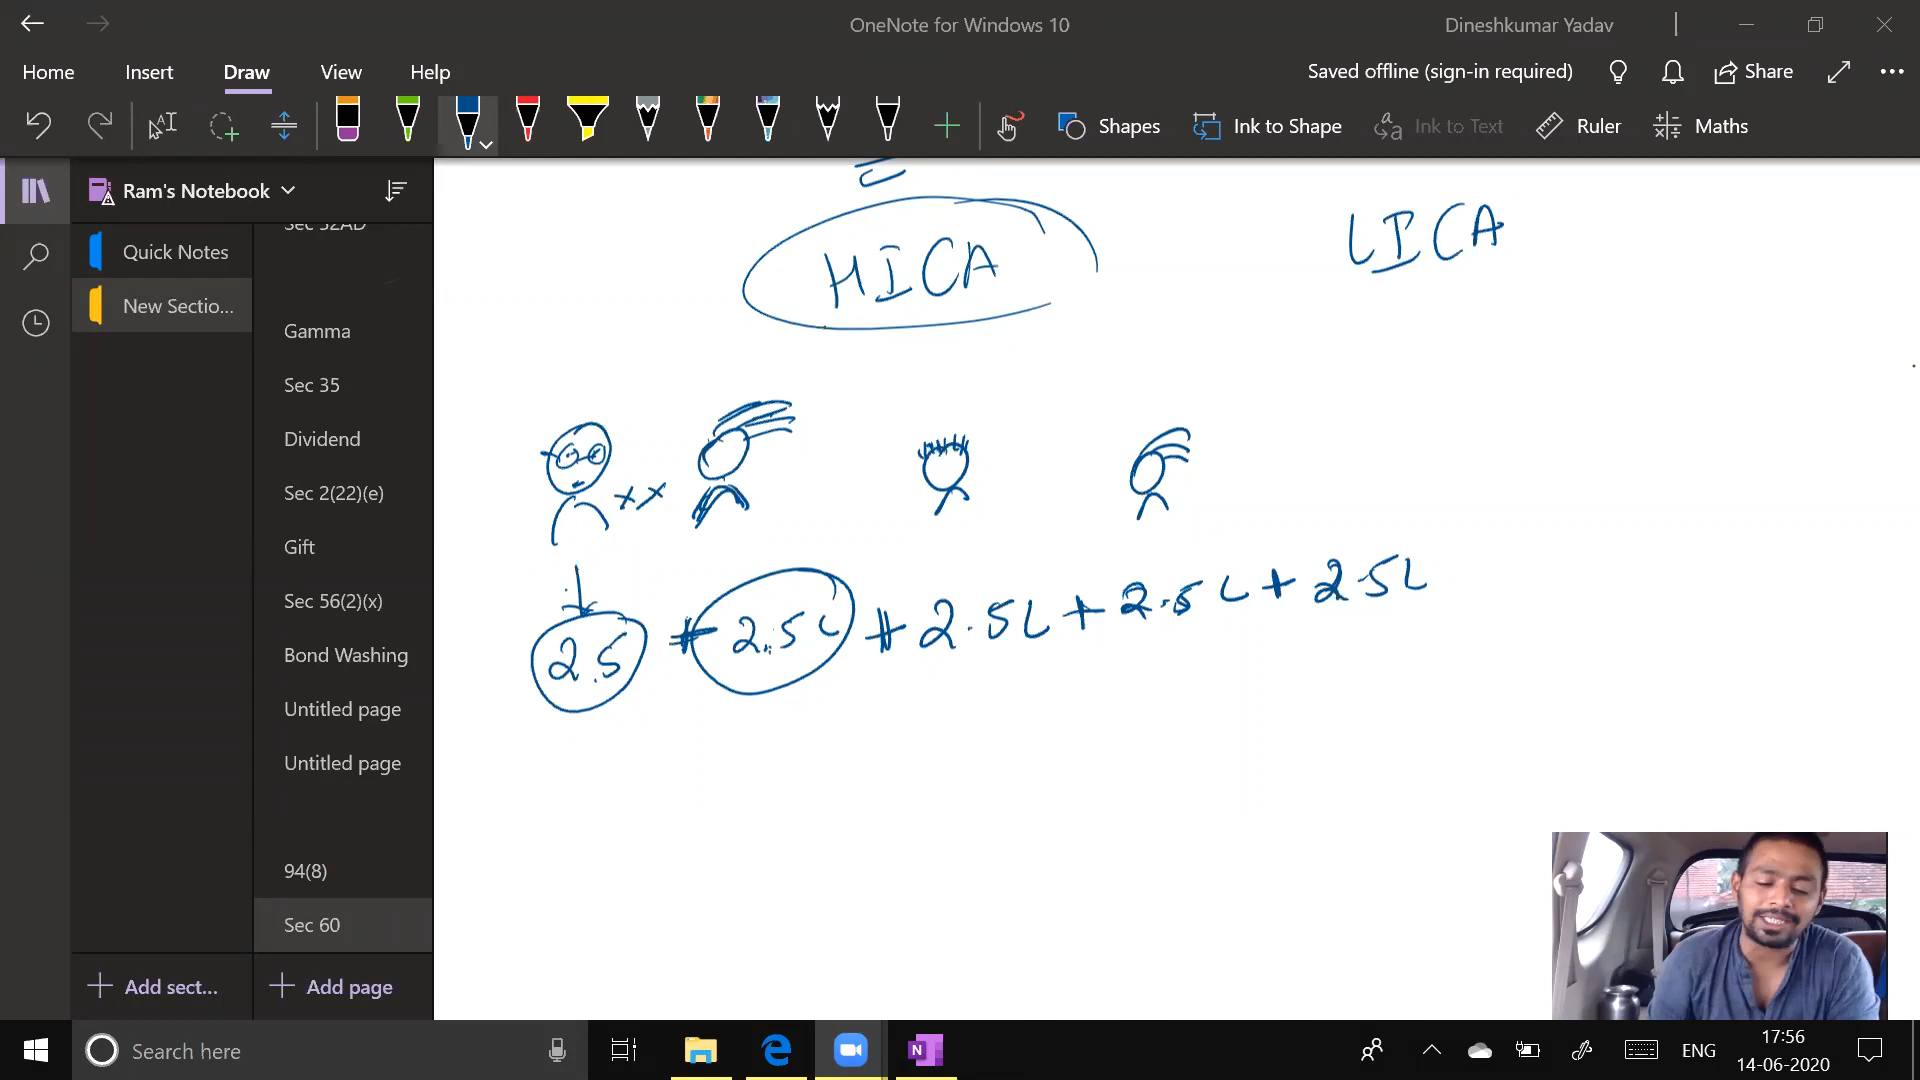 OneNote for Windows 10
Dineshkumar Yadav
Home Insert Draw View Help
Saved offline (sign-in required)
Share
Shapes
Ink to Shape
Ink to Text
Ruler
Maths
Ram's Notebook
Quick Notes
New Sectio...
Sec 32AD
Gamma
Sec 35
Dividend
Sec 2(22)(e)
Gift
Sec 56(2)(x)
Bond Washing
Untitled page
Untitled page
94(8)
Sec 60
Add sect...
Add page
HICA
LICA
xx
2.5 + 2.5L + 2.5L + 2.5L + 2.5L
Search here
ENG
17:56
14-06-2020